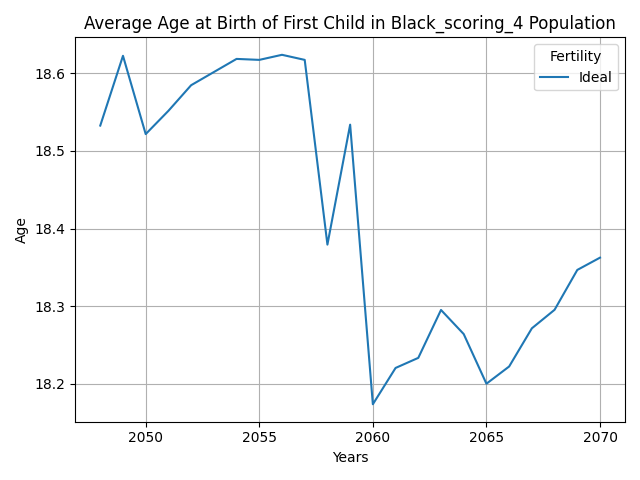 Average Age at Birth of First Child in Black_scoring_4 Population
Fertility
Ideal
18.6
18.5
18.4
18.3
18.2
Age
2050
2055
2060
2065
2070
Years